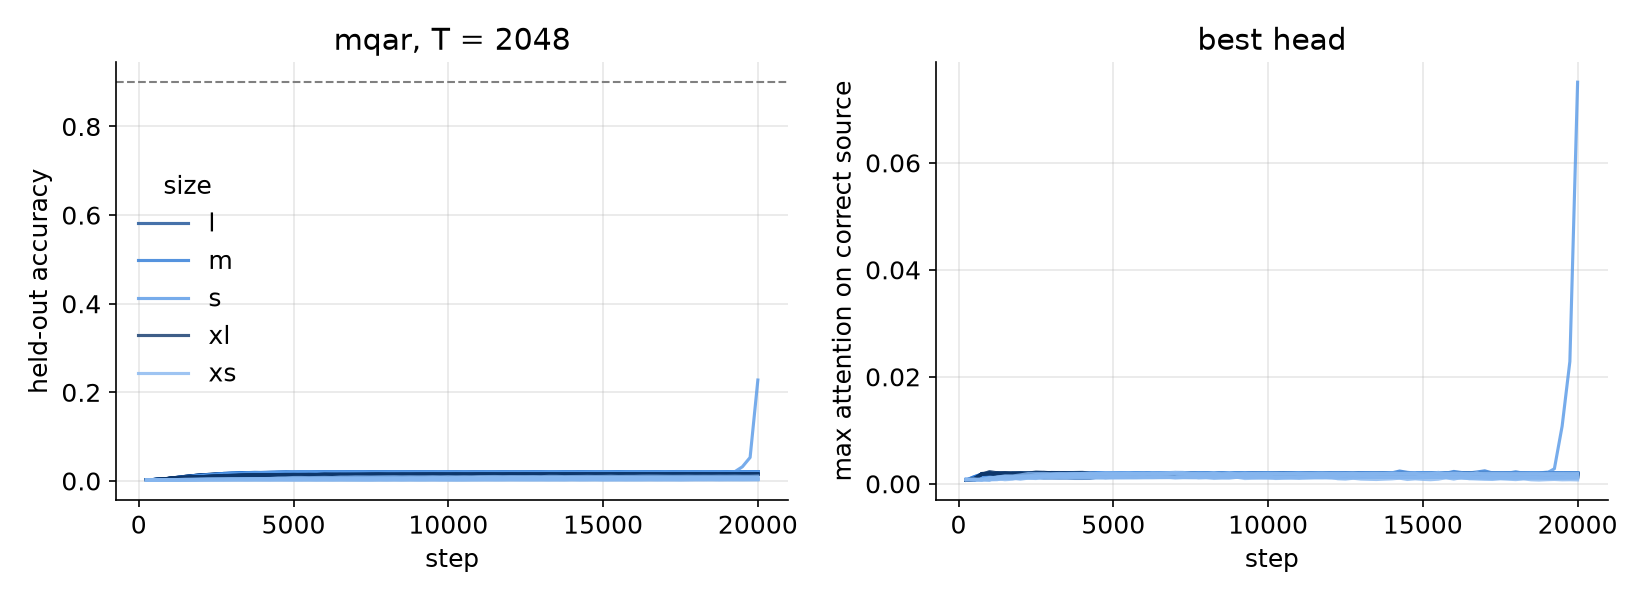 mqar, T = 2048
held-out accuracy
0.8
0.6
0.4
0.2
0.0
size
l
m
s
xl
xs
0
5000
10000
15000
20000
step
best head
max attention on correct source
0.06
0.04
0.02
0.00
0
5000
10000
15000
20000
step